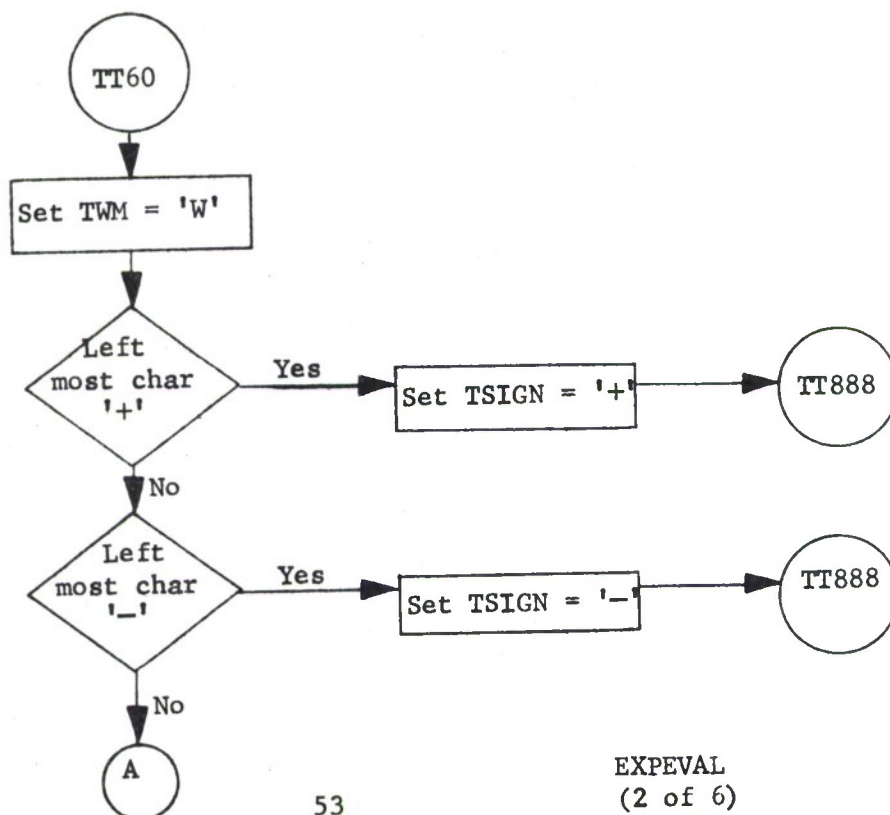 TT60
Set TWM = 'W'
Left
most char
'+'
Yes
Set TSIGN = '+'
TT888
No
Left
most char
'-'
Yes
Set TSIGN = '-'
TT888
No
A
53
EXPEVAL
(2 of 6)